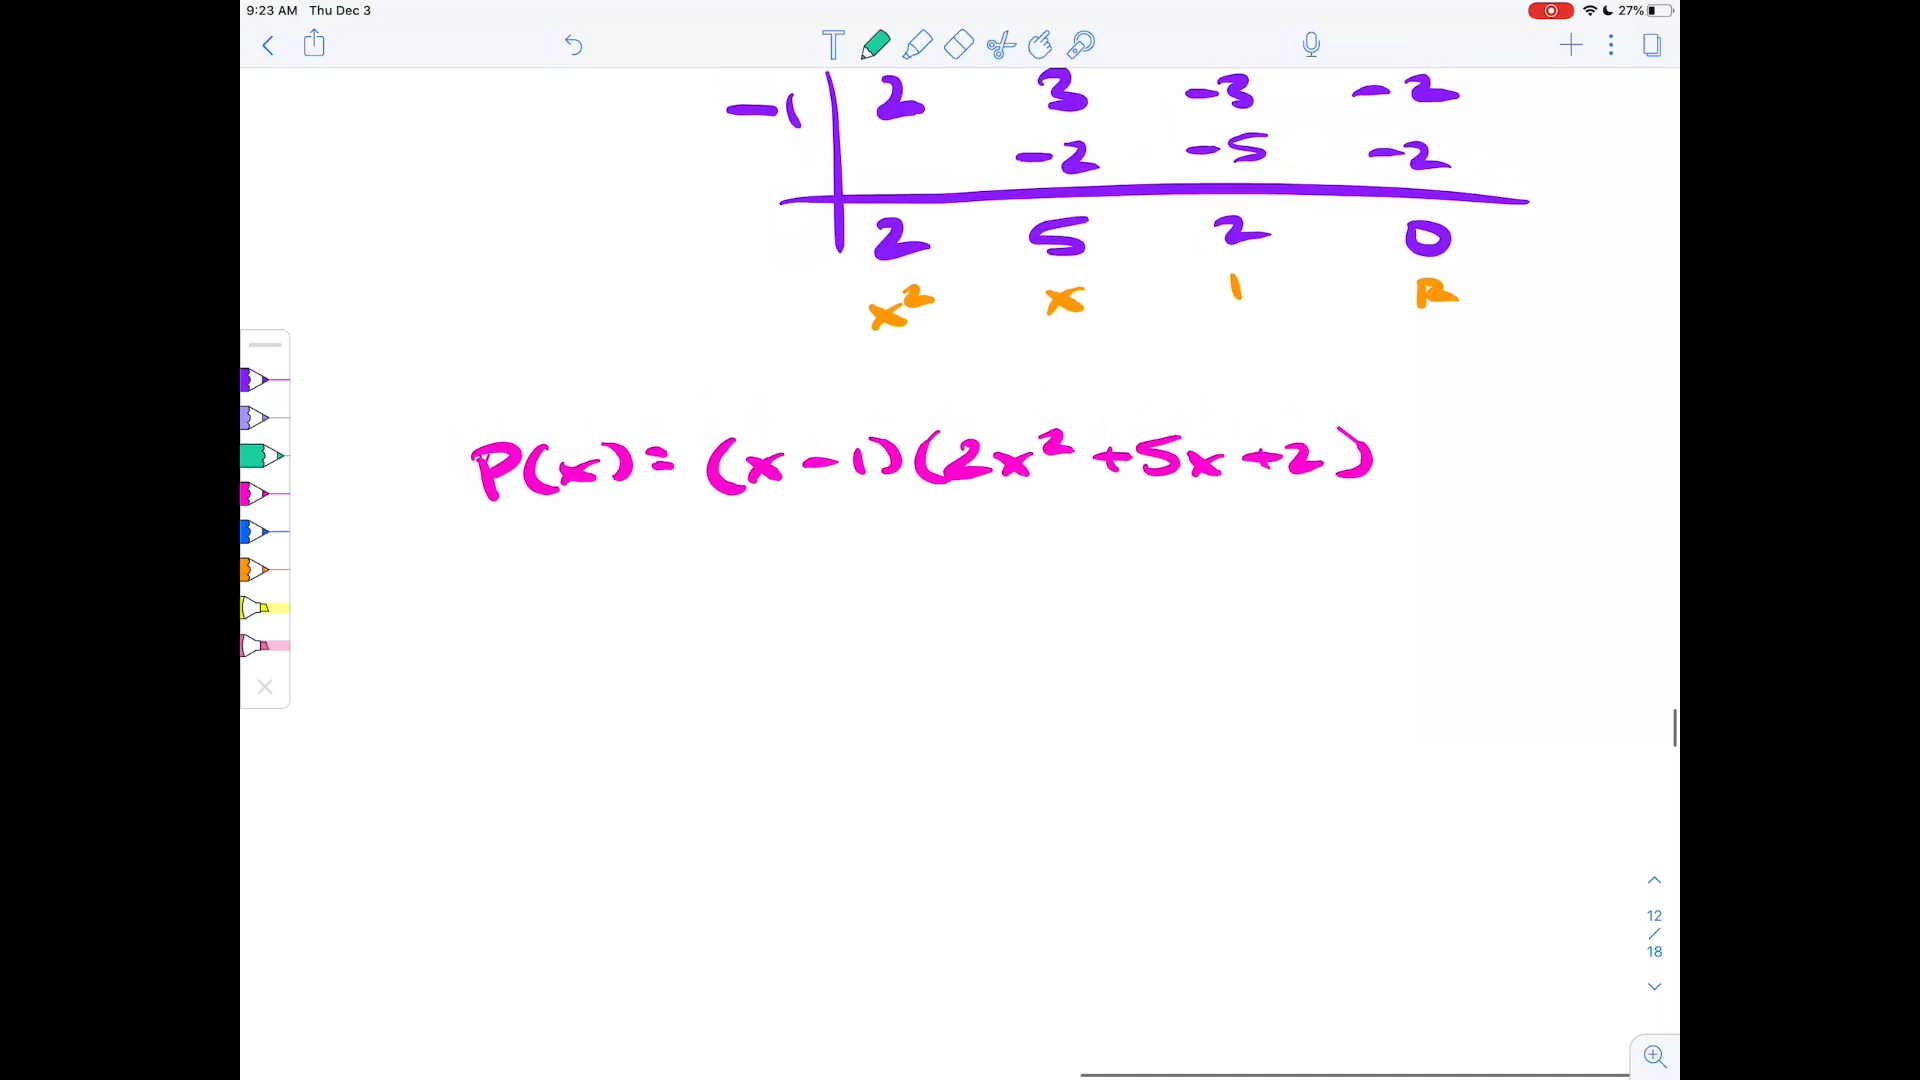 9:23 AM Thu Dec 3
27%
T
-1 2 3 -3 -2
-2 -5 -2
2 5 2 0
x² x 1 R
P(x) = (x-1)(2x² + 5x + 2)
12
/
18